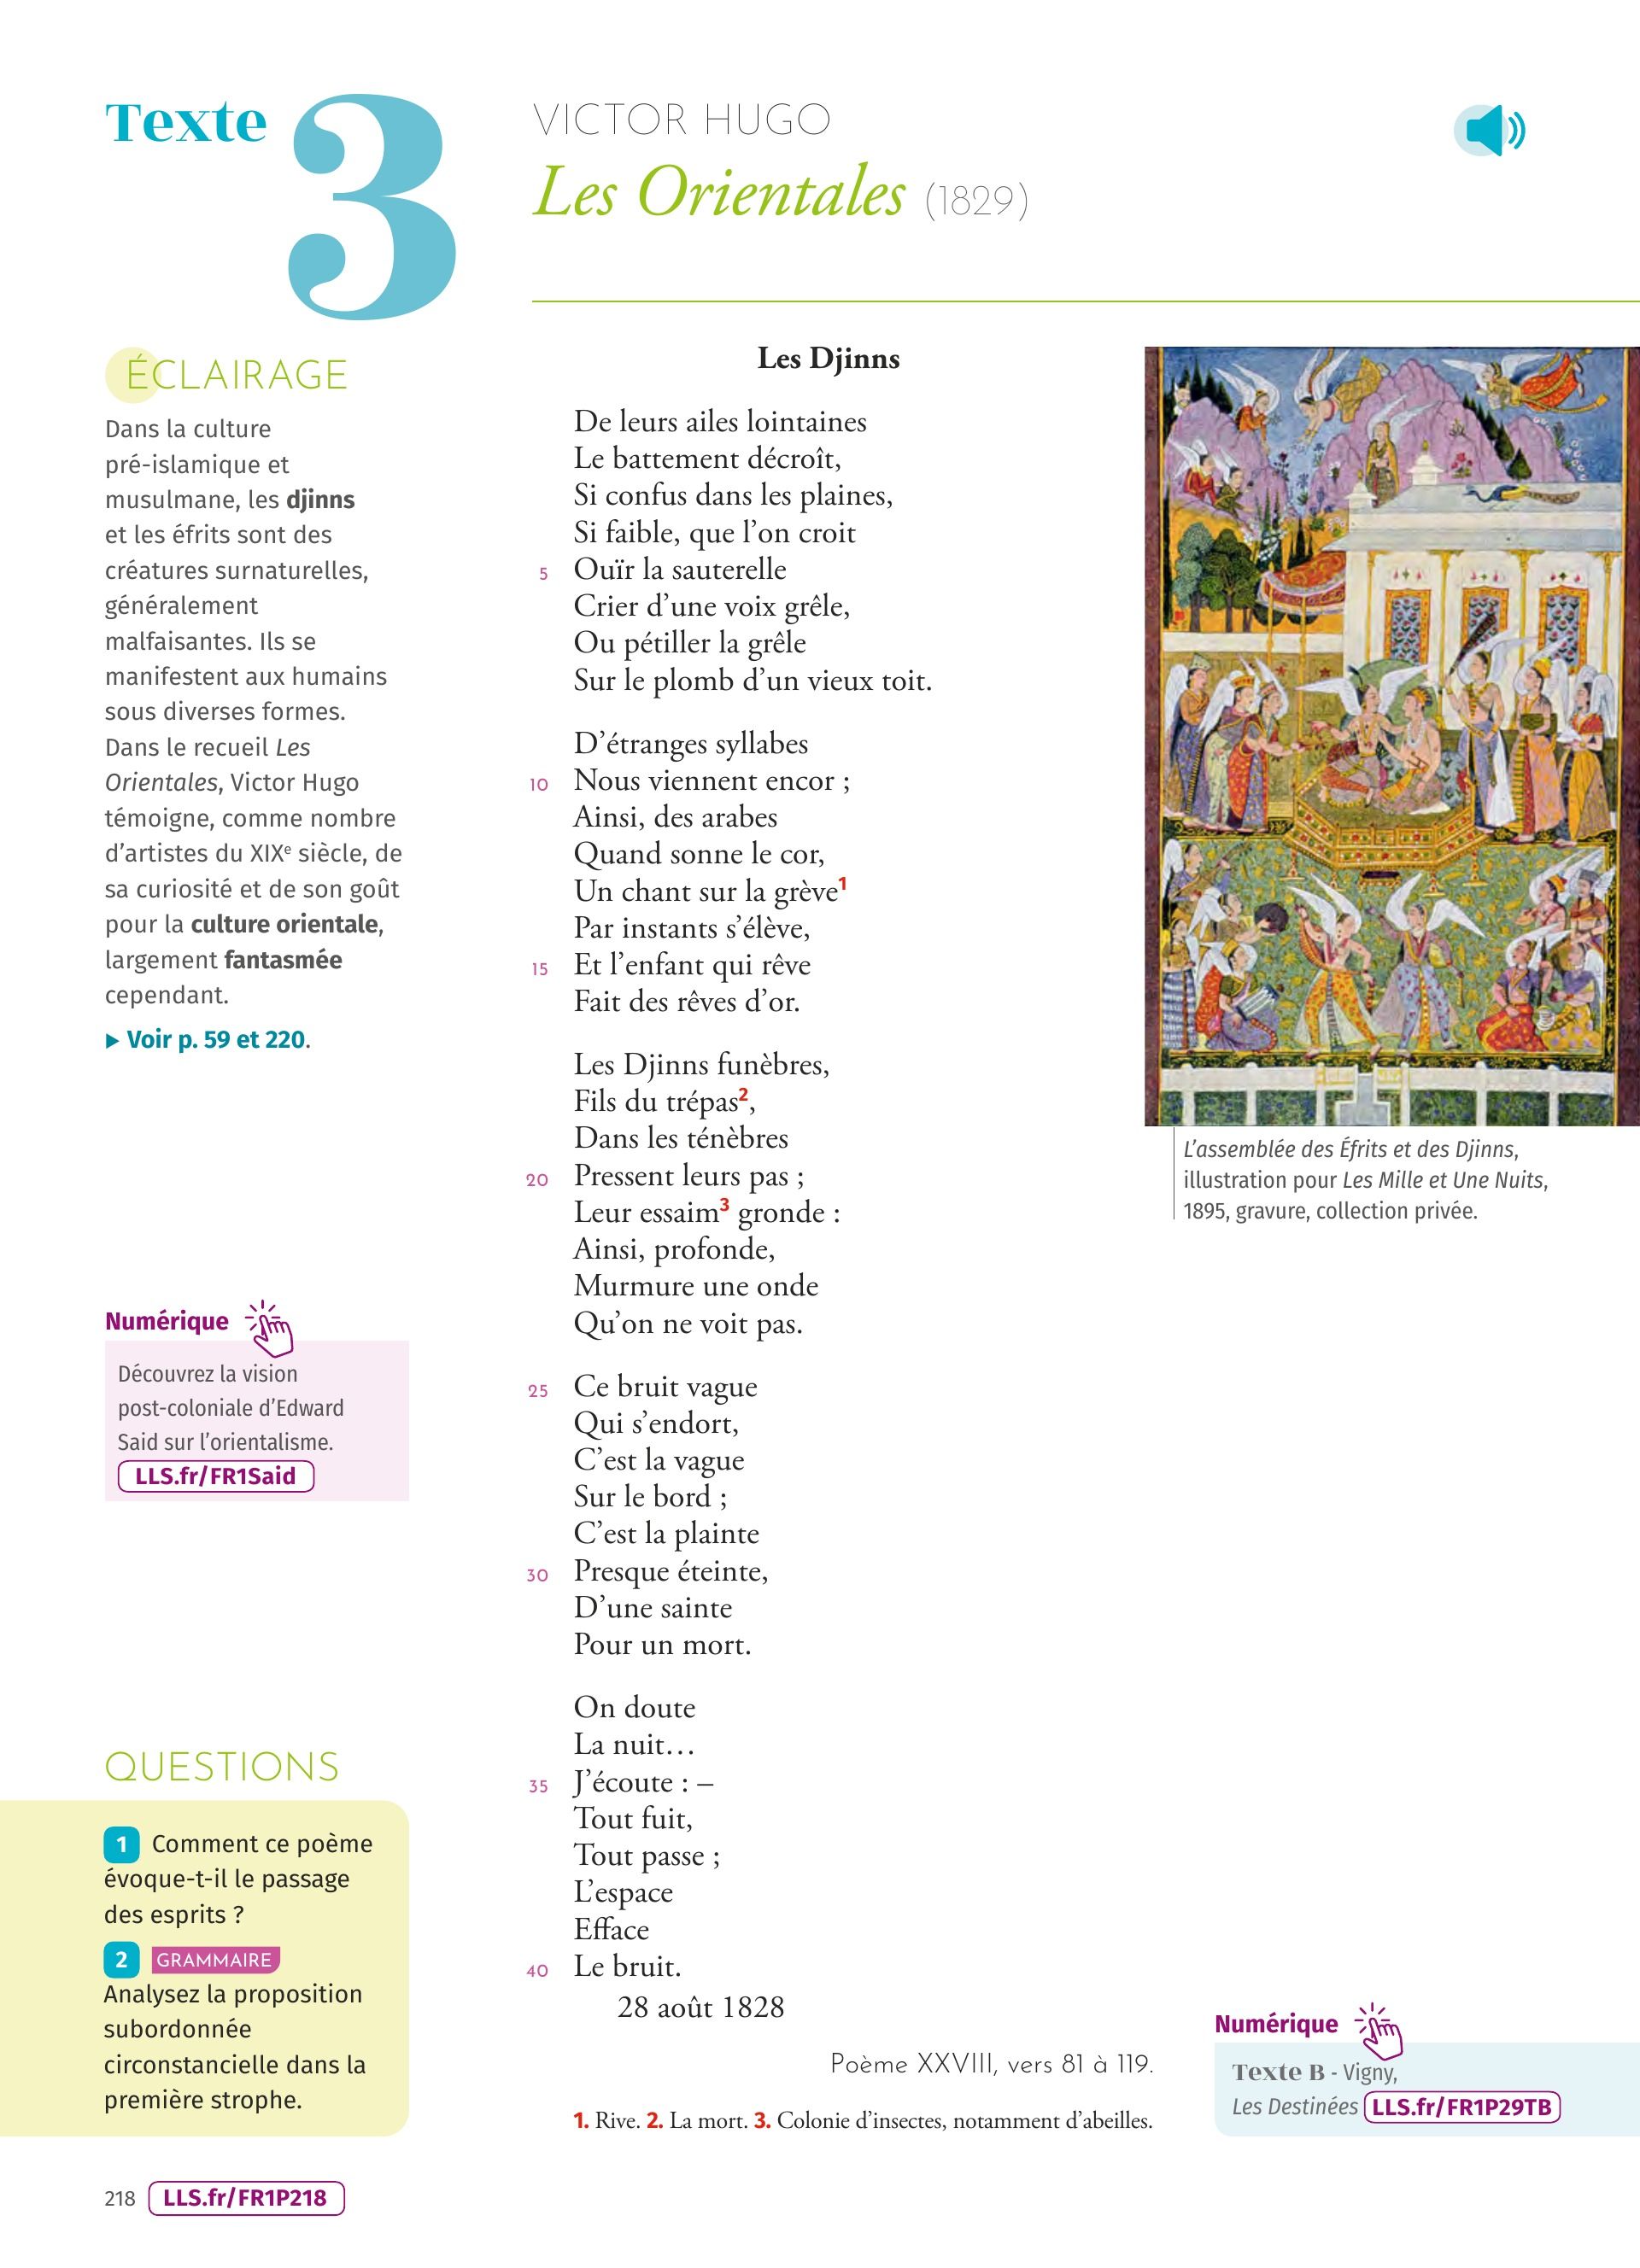 Texte 3
VICTOR HUGO
Les Orientales (1829)
ÉCLAIRAGE
Dans la culture
pré-islamique et
musulmane, les djinns
et les éfrits sont des
créatures surnaturelles,
généralement
malfaisantes. Ils se
manifestent aux humains
sous diverses formes.
Dans le recueil Les
Orientales, Victor Hugo
témoigne, comme nombre
d’artistes du XIXe siècle, de
sa curiosité et de son goût
pour la culture orientale,
largement fantasmée
cependant.
▶ Voir p. 59 et 220.
Numérique
Découvrez la vision
post-coloniale d’Edward
Said sur l’orientalisme.
LLS.fr/FR1Said
QUESTIONS
1 Comment ce poème
évoque-t-il le passage
des esprits ?
2 GRAMMAIRE
Analysez la proposition
subordonnée
circonstancielle dans la
première strophe.
Les Djinns
De leurs ailes lointaines
Le battement décroît,
Si confus dans les plaines,
Si faible, que l’on croit
5 Ouïr la sauterelle
Crier d’une voix grêle,
Ou pétiller la grêle
Sur le plomb d’un vieux toit.
D’étranges syllabes
10 Nous viennent encor ;
Ainsi, des arabes
Quand sonne le cor,
Un chant sur la grève1
Par instants s’élève,
15 Et l’enfant qui rêve
Fait des rêves d’or.
Les Djinns funèbres,
Fils du trépas2,
Dans les ténèbres
20 Pressent leurs pas ;
Leur essaim3 gronde :
Ainsi, profonde,
Murmure une onde
Qu’on ne voit pas.
25 Ce bruit vague
Qui s’endort,
C’est la vague
Sur le bord ;
C’est la plainte
30 Presque éteinte,
D’une sainte
Pour un mort.
On doute
La nuit…
35 J’écoute : –
Tout fuit,
Tout passe ;
L’espace
Efface
40 Le bruit.
28 août 1828
Poème XXVIII, vers 81 à 119.
1. Rive. 2. La mort. 3. Colonie d’insectes, notamment d’abeilles.
L’assemblée des Éfrits et des Djinns,
illustration pour Les Mille et Une Nuits,
1895, gravure, collection privée.
Numérique
Texte B - Vigny,
Les Destinées LLS.fr/FR1P29TB
218 LLS.fr/FR1P218